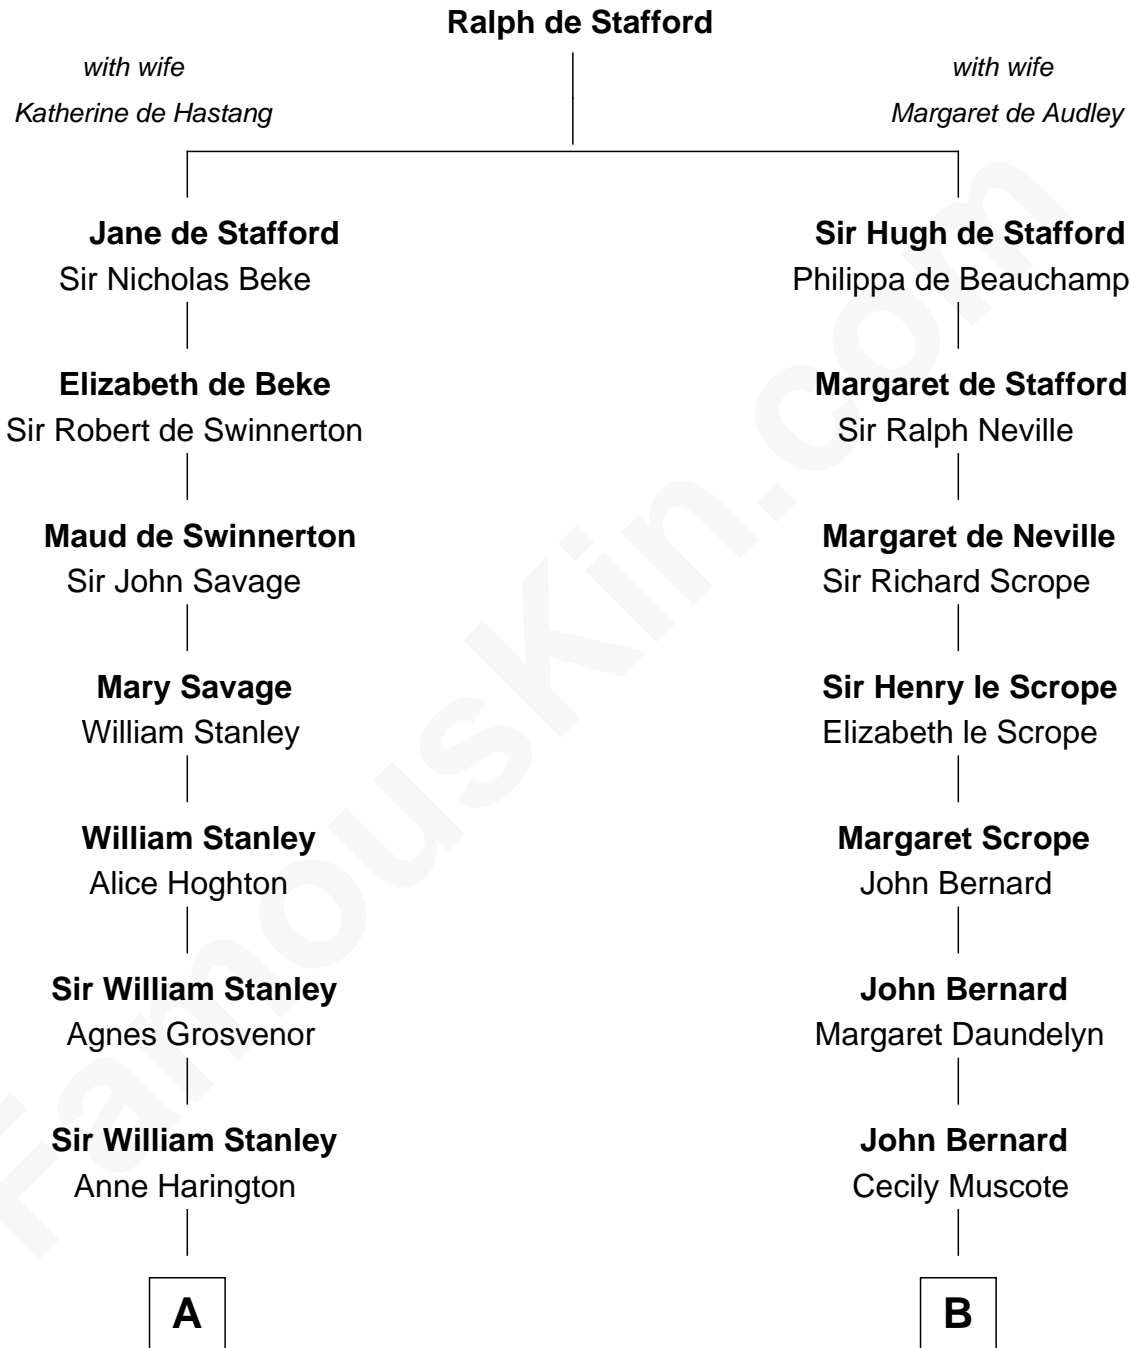 Ralph de Stafford
with wife
Katherine de Hastang
with wife
Margaret de Audley
Jane de Stafford
Sir Nicholas Beke
Sir Hugh de Stafford
Philippa de Beauchamp
Elizabeth de Beke
Sir Robert de Swinnerton
Margaret de Stafford
Sir Ralph Neville
Maud de Swinnerton
Sir John Savage
Margaret de Neville
Sir Richard Scrope
Mary Savage
William Stanley
Sir Henry le Scrope
Elizabeth le Scrope
William Stanley
Alice Hoghton
Margaret Scrope
John Bernard
Sir William Stanley
Agnes Grosvenor
John Bernard
Margaret Daundelyn
Sir William Stanley
Anne Harington
John Bernard
Cecily Muscote
A
B
FamousKin.com